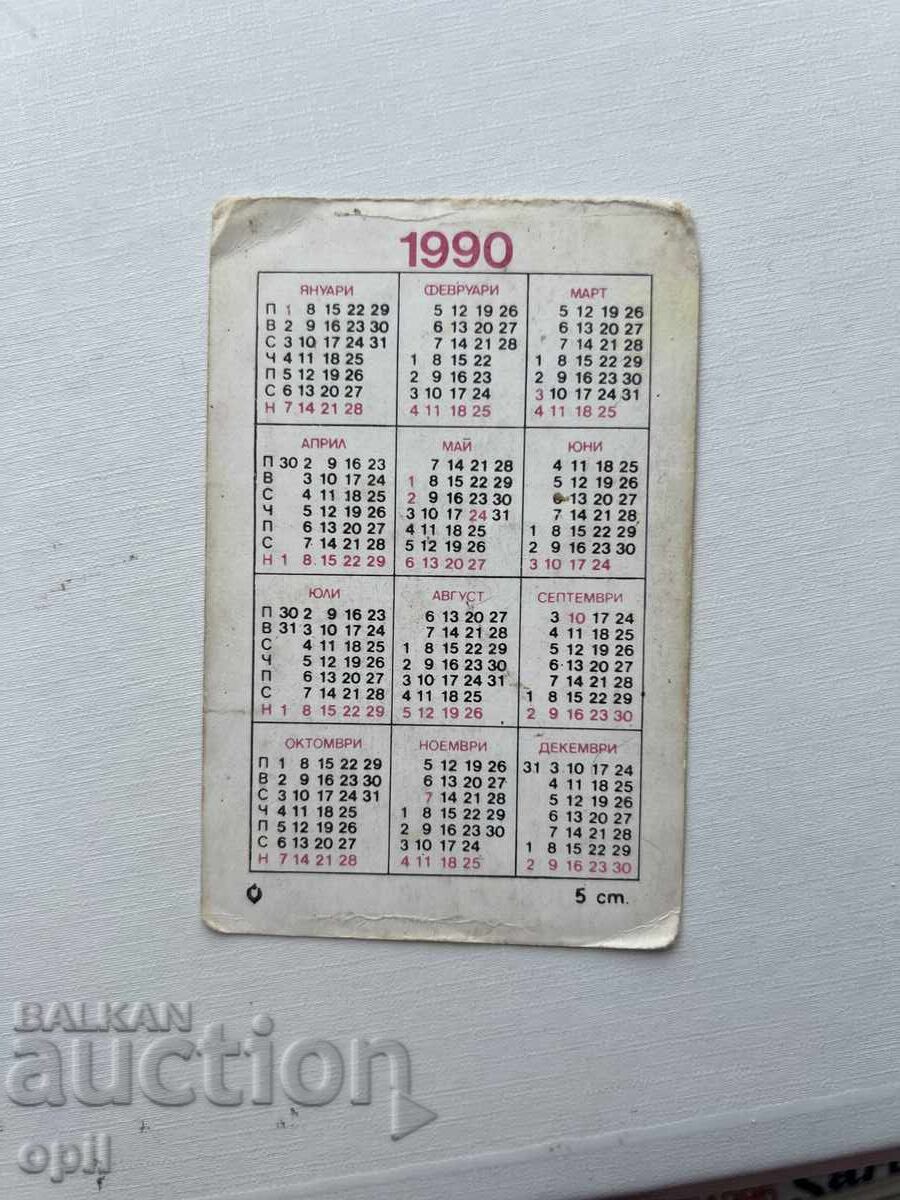 1990
ЯНУАРИ ФЕВРУАРИ МАРТ
П 1 8 15 22 29 5 12 19 26 5 12 19 26
В 2 9 16 23 30 6 13 20 27 6 13 20 27
С 3 10 17 24 31 7 14 21 28 7 14 21 28
Ч 4 11 18 25 1 8 15 22 1 8 15 22 29
П 5 12 19 26 2 9 16 23 2 9 16 23 30
С 6 13 20 27 3 10 17 24 3 10 17 24 31
Н 7 14 21 28 4 11 18 25 4 11 18 25
АПРИЛ МАЙ ЮНИ
П 30 2 9 16 23 7 14 21 28 4 11 18 25
В 3 10 17 24 1 8 15 22 29 5 12 19 26
С 4 11 18 25 2 9 16 23 30 6 13 20 27
Ч 5 12 19 26 3 10 17 24 31 7 14 21 28
П 6 13 20 27 4 11 18 25 1 8 15 22 29
С 7 14 21 28 5 12 19 26 2 9 16 23 30
Н 1 8 15 22 29 6 13 20 27 3 10 17 24
ЮЛИ АВГУСТ СЕПТЕМВРИ
П 30 2 9 16 23 6 13 20 27 3 10 17 24
В 31 3 10 17 24 7 14 21 28 4 11 18 25
С 4 11 18 25 1 8 15 22 29 5 12 19 26
Ч 5 12 19 26 2 9 16 23 30 6 13 20 27
П 6 13 20 27 3 10 17 24 31 7 14 21 28
С 7 14 21 28 4 11 18 25 1 8 15 22 29
Н 1 8 15 22 29 5 12 19 26 2 9 16 23 30
ОКТОМВРИ НОЕМВРИ ДЕКЕМВРИ
П 1 8 15 22 29 5 12 19 26 31 3 10 17 24
В 2 9 16 23 30 6 13 20 27 4 11 18 25
С 3 10 17 24 31 7 14 21 28 5 12 19 26
Ч 4 11 18 25 1 8 15 22 29 6 13 20 27
П 5 12 19 26 2 9 16 23 30 7 14 21 28
С 6 13 20 27 3 10 17 24 1 8 15 22 29
Н 7 14 21 28 4 11 18 25 2 9 16 23 30
5 ст.
BALKAN
auction
opil